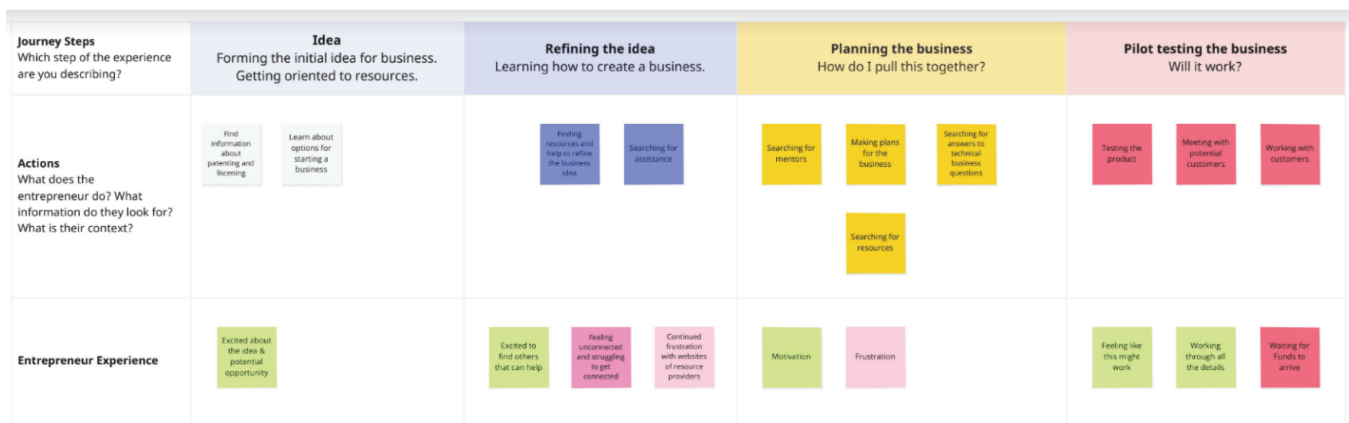 Journey Steps
Which step of the experience
are you describing?
Idea
Forming the initial idea for business.
Getting oriented to resources.
Refining the idea
Learning how to create a business.
Planning the business
How do I pull this together?
Pilot testing the business
Will it work?
Actions
What does the
entrepreneur do? What
information do they look for?
What is their context?
Find
information
about
patenting and
liscening
Learn about
options for
starting a
business
Finding
resources and
help to refine
the business
idea
Searching for
assistance
Searching for
mentors
Making plans
for the
business
Searching for
answers to
technical
business
questions
Searching for
resources
Testing the
product
Meeting with
potential
customers
Working with
customers
Entrepreneur Experience
Excited about
the idea &
potential
opportunity
Excited to
find others
that can help
Feeling
unconnected
and struggling
to get
connected
Continued
frustration
with websites
of resource
providers
Motivation
Frustration
Feeling like
this might
work
Working
through all
the details
Waiting for
Funds to
arrive